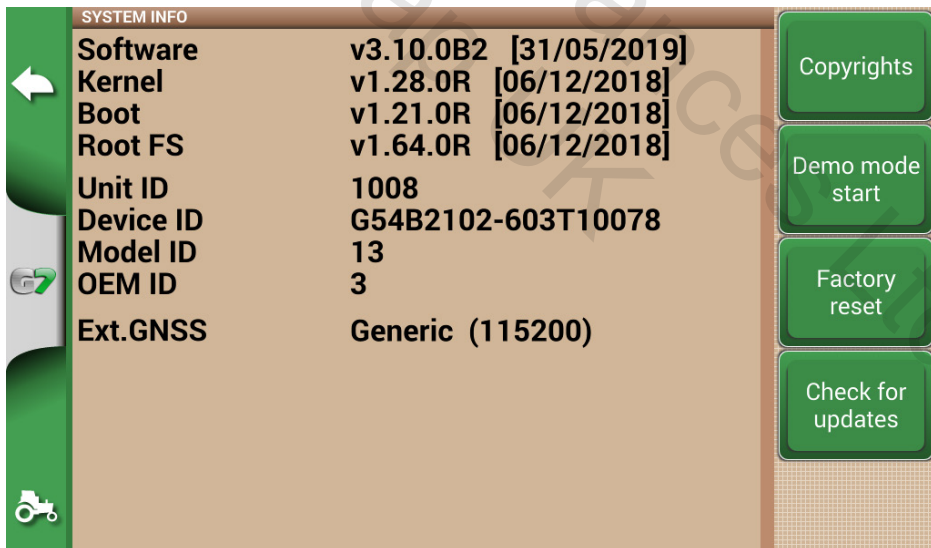 SYSTEM INFO
Software v3.10.0B2 [31/05/2019]
Kernel v1.28.0R [06/12/2018]
Boot v1.21.0R [06/12/2018]
Root FS v1.64.0R [06/12/2018]
Unit ID 1008
Device ID G54B2102-603T10078
Model ID 13
OEM ID 3
Ext.GNSS Generic (115200)
G7
Copyrights
Demo mode
start
Factory
reset
Check for
updates